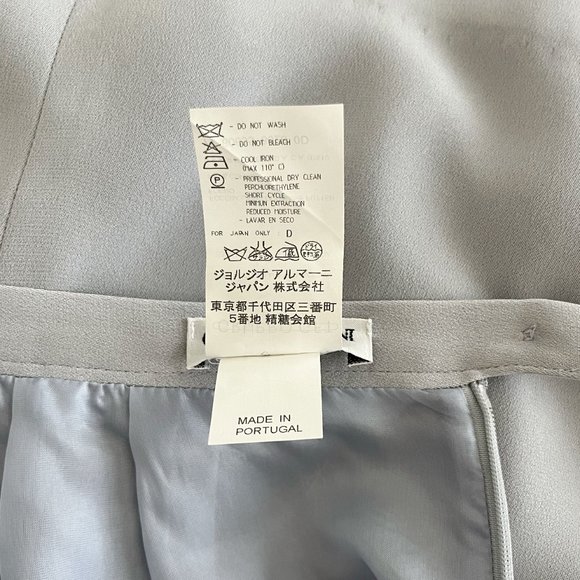 - DO NOT WASH
- DO NOT BLEACH
- COOL IRON
(MAX 110° C)
- PROFESSIONAL DRY CLEAN
PERCHLORETHYLENE
SHORT CYCLE
MINIMUN EXTRACTION
REDUCED MOISTURE
- LAVAR EN SECO
FOR JAPAN ONLY : D
ジョルジオ アルマーニ
ジャパン 株式会社
東京都千代田区三番町
5番地 精糖会館
MADE IN
PORTUGAL